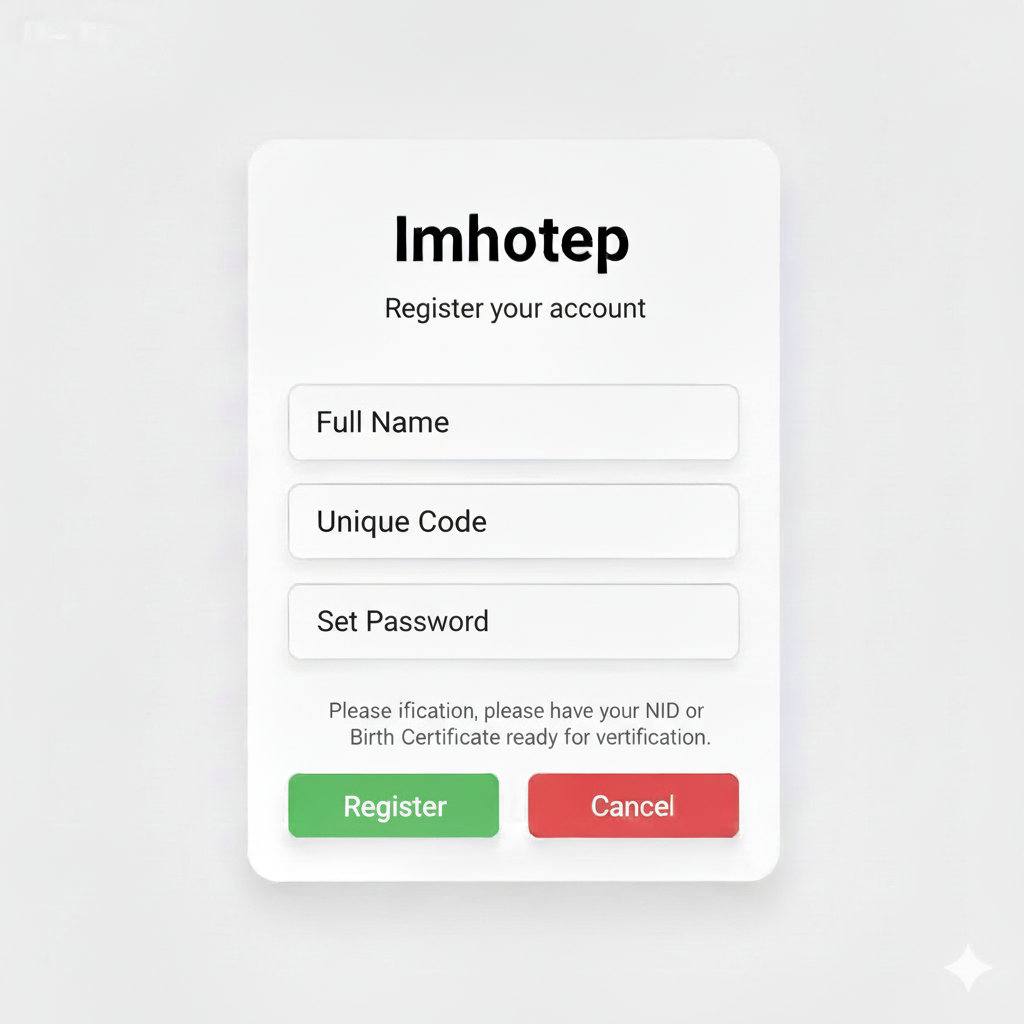 Imhotep
Register your account
Full Name
Unique Code
Set Password
Please ification, please have your NID or
Birth Certificate ready for vertification.
Register
Cancel